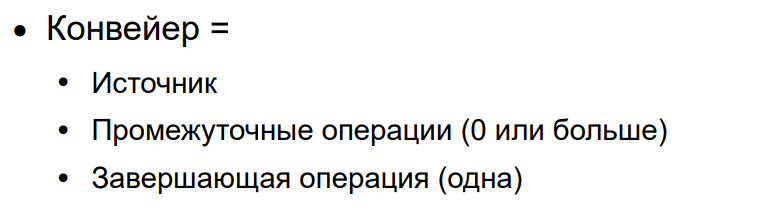 • Конвейер =
• Источник
• Промежуточные операции (0 или больше)
• Завершающая операция (одна)